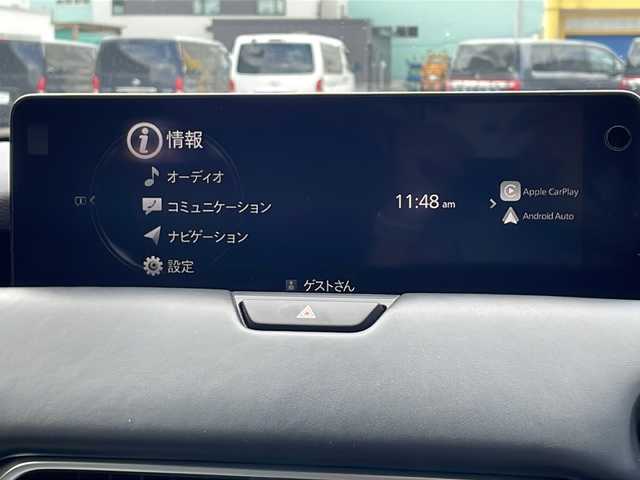 情報
オーディオ
コミュニケーション
ナビゲーション
設定
11:48 am
Apple CarPlay
Android Auto
ゲストさん